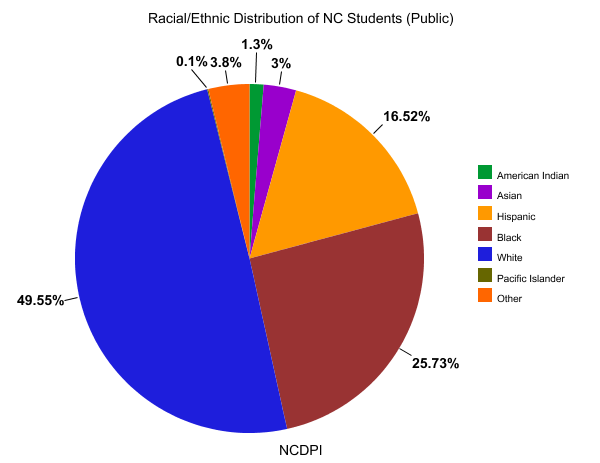 Racial/Ethnic Distribution of NC Students (Public)
1.3%
0.1% 3.8% 3%
16.52%
American Indian
Asian
Hispanic
Black
White
Pacific Islander
Other
49.55%
25.73%
NCDPI